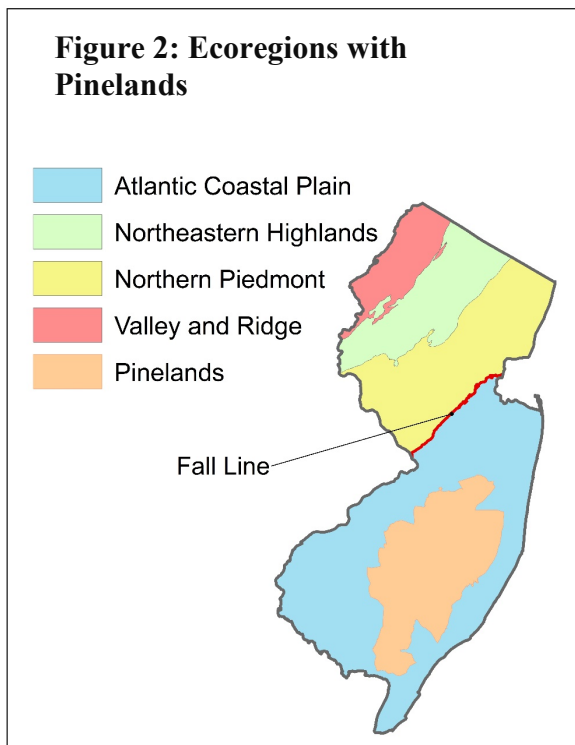 Figure 2: Ecoregions with
Pinelands
Atlantic Coastal Plain
Northeastern Highlands
Northern Piedmont
Valley and Ridge
Pinelands
Fall Line